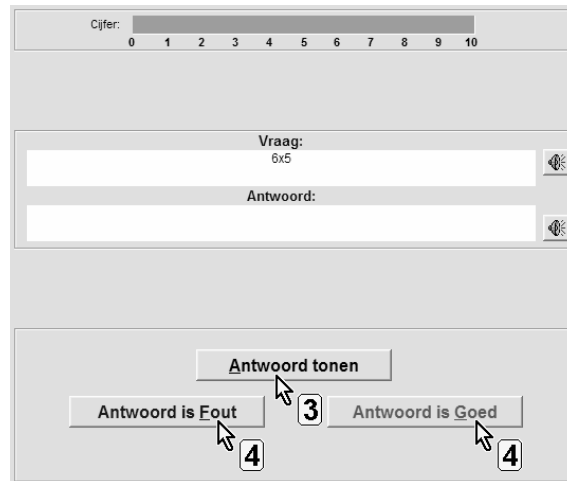 Cijfer:
0 1 2 3 4 5 6 7 8 9 10
Vraag:
6x5
Antwoord:
Antwoord tonen
3
Antwoord is Fout Antwoord is Goed
4 4